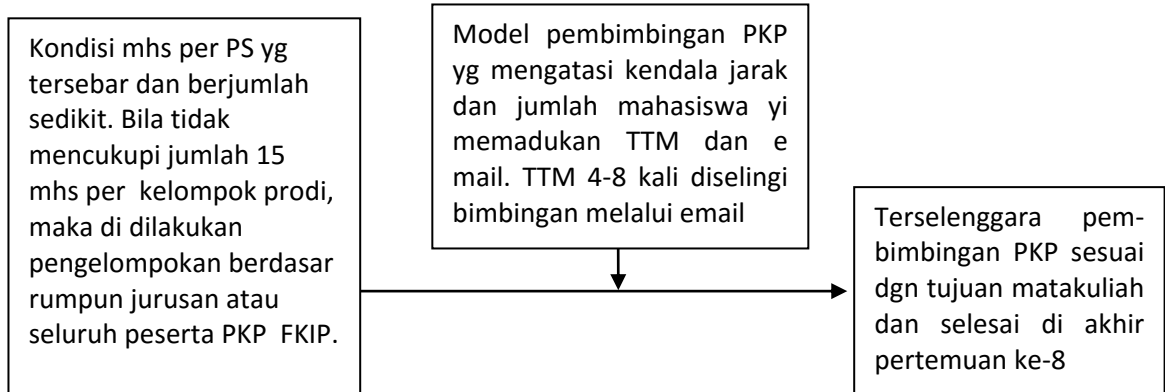 Kondisi mhs per PS yg
tersebar dan berjumlah
sedikit. Bila tidak
mencukupi jumlah 15
mhs per kelompok prodi,
maka di dilakukan
pengelompokan berdasar
rumpun jurusan atau
seluruh peserta PKP FKIP.
Model pembimbingan PKP
yg mengatasi kendala jarak
dan jumlah mahasiswa yi
memadukan TTM dan e
mail. TTM 4-8 kali diselingi
bimbingan melalui email
Terselenggara pem-
bimbingan PKP sesuai
dgn tujuan matakuliah
dan selesai di akhir
pertemuan ke-8